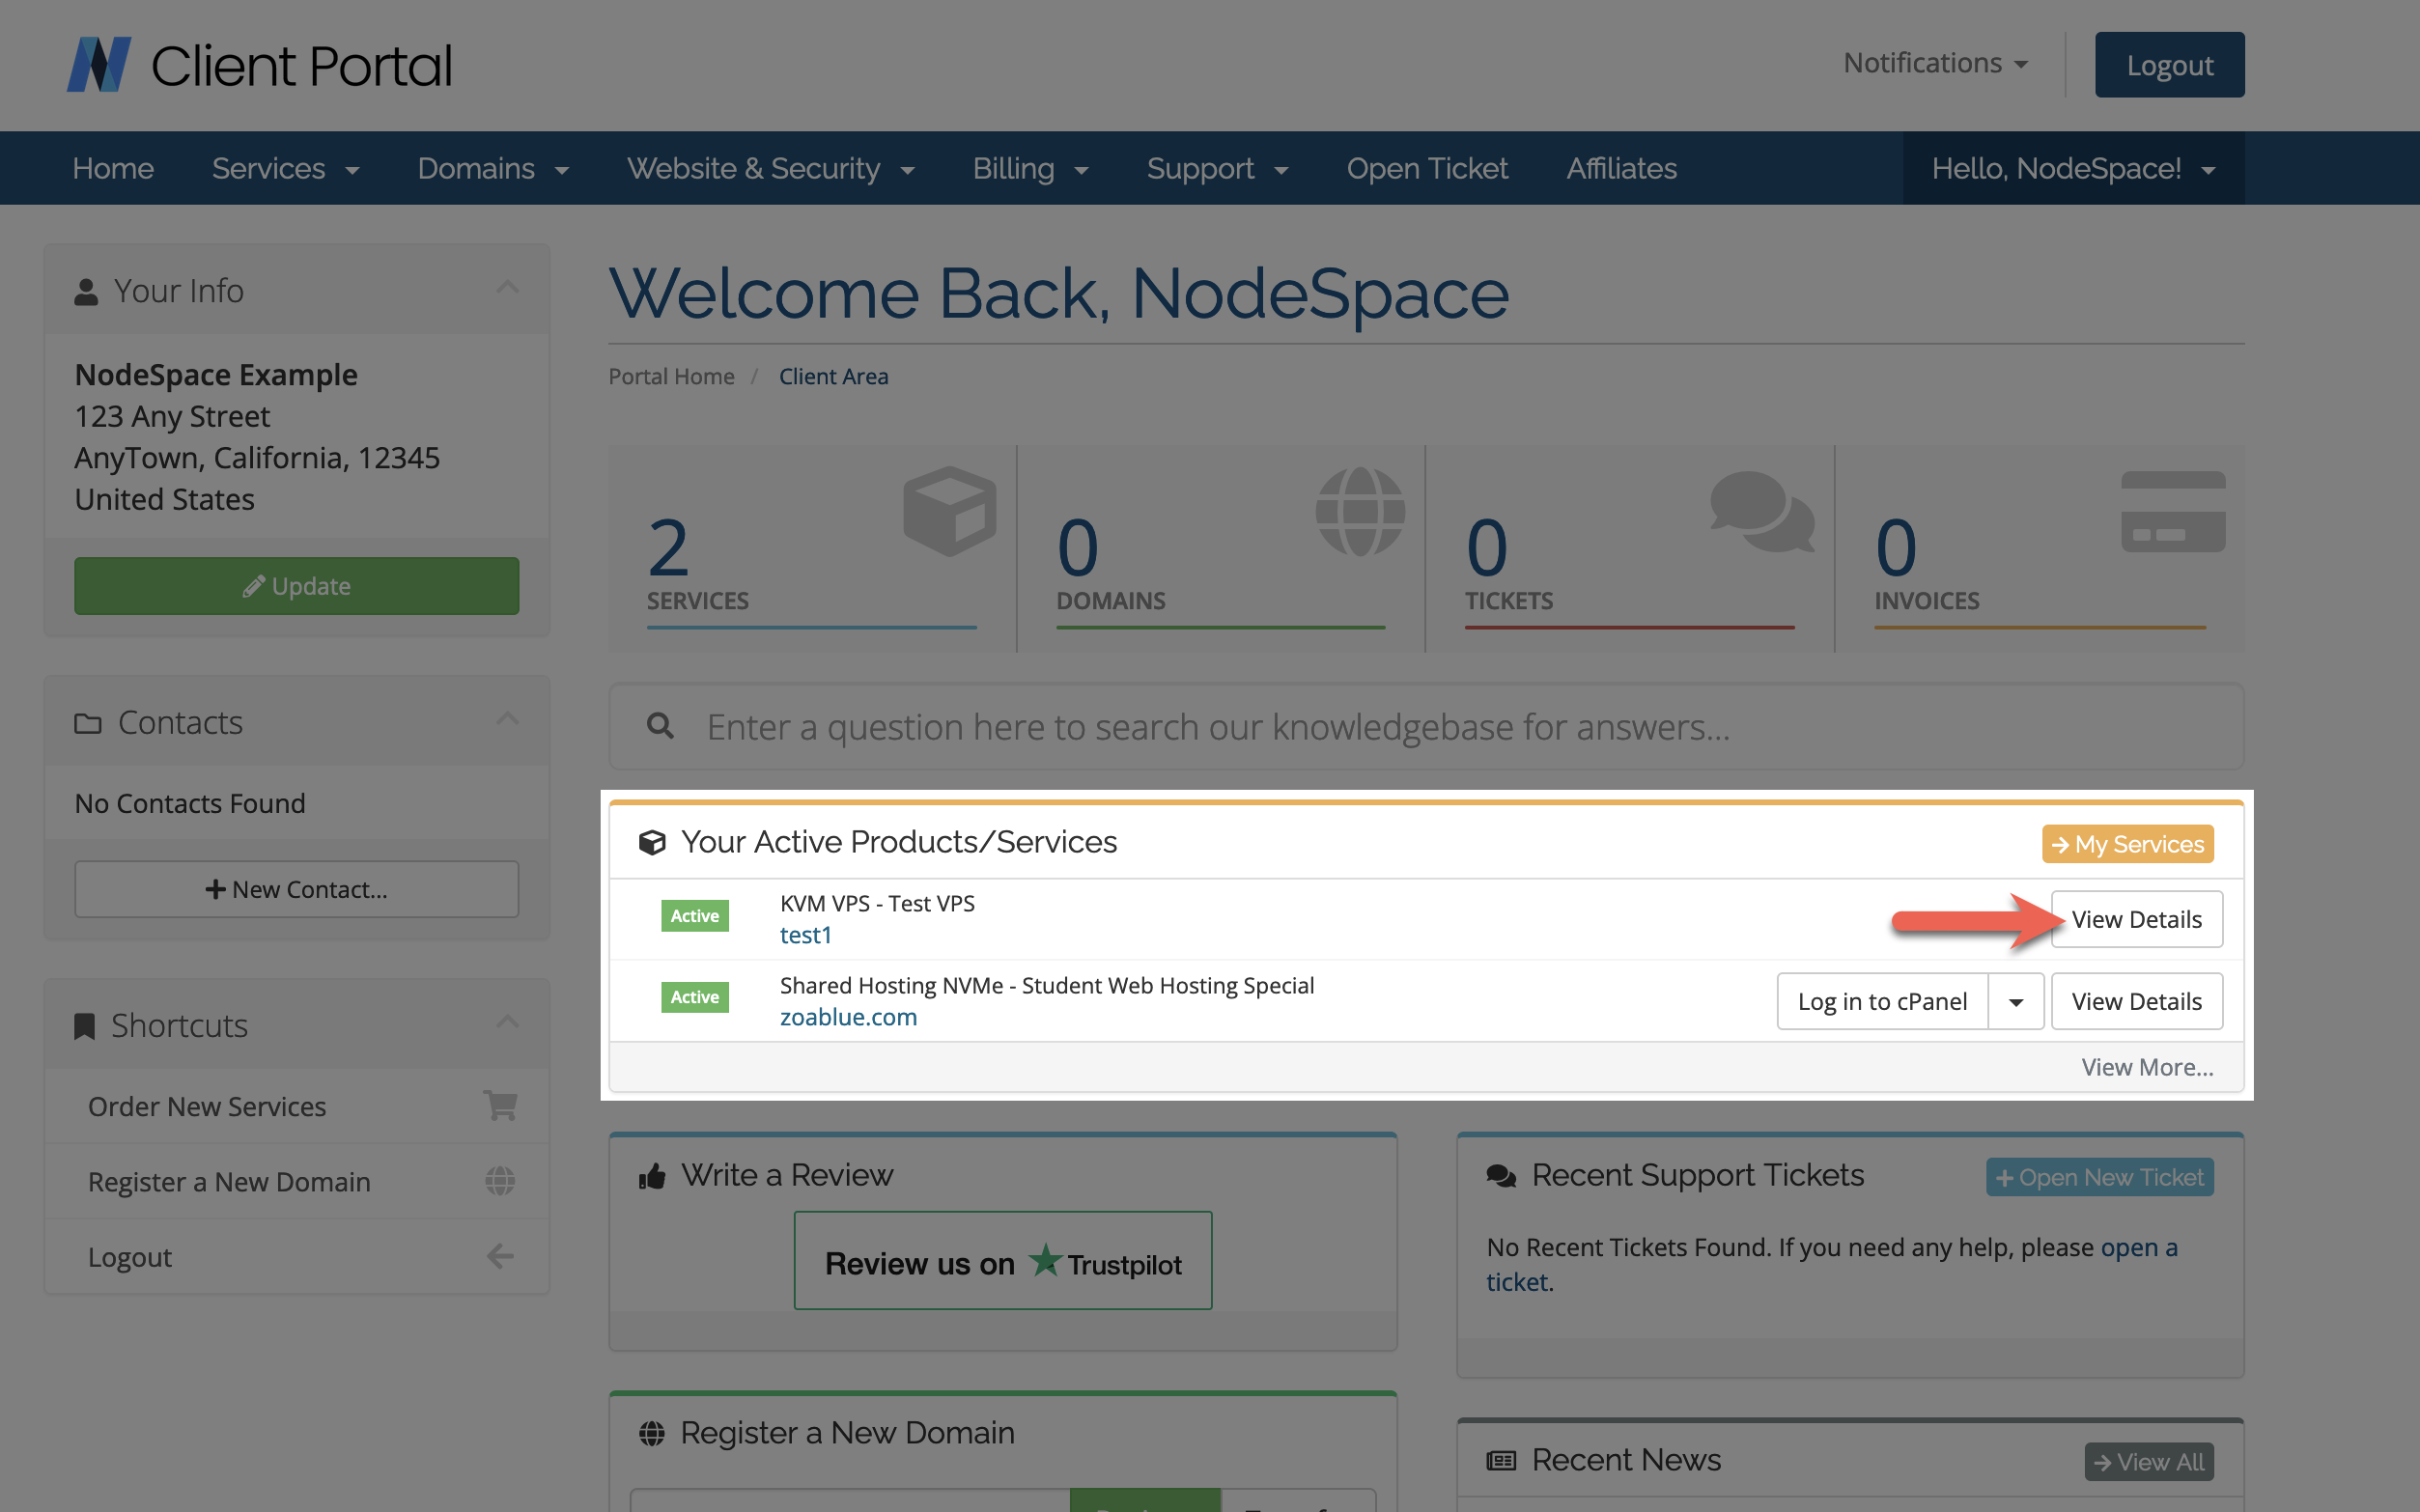 Client Portal
Notifications
Logout
Home
Services
Domains
Website & Security
Billing
Support
Open Ticket
Affiliates
Hello, NodeSpace!
Your Info
NodeSpace Example
123 Any Street
AnyTown, California, 12345
United States
Update
Contacts
No Contacts Found
New Contact...
Shortcuts
Order New Services
Register a New Domain
Logout
Welcome Back, NodeSpace
Portal Home / Client Area
2
SERVICES
0
DOMAINS
0
TICKETS
0
INVOICES
Enter a question here to search our knowledgebase for answers...
Your Active Products/Services
My Services
Active
KVM VPS - Test VPS
test1
View Details
Active
Shared Hosting NVMe - Student Web Hosting Special
zoablue.com
Log in to cPanel
View Details
View More...
Write a Review
Review us on Trustpilot
Recent Support Tickets
Open New Ticket
No Recent Tickets Found. If you need any help, please open a
ticket.
Register a New Domain
Recent News
View All